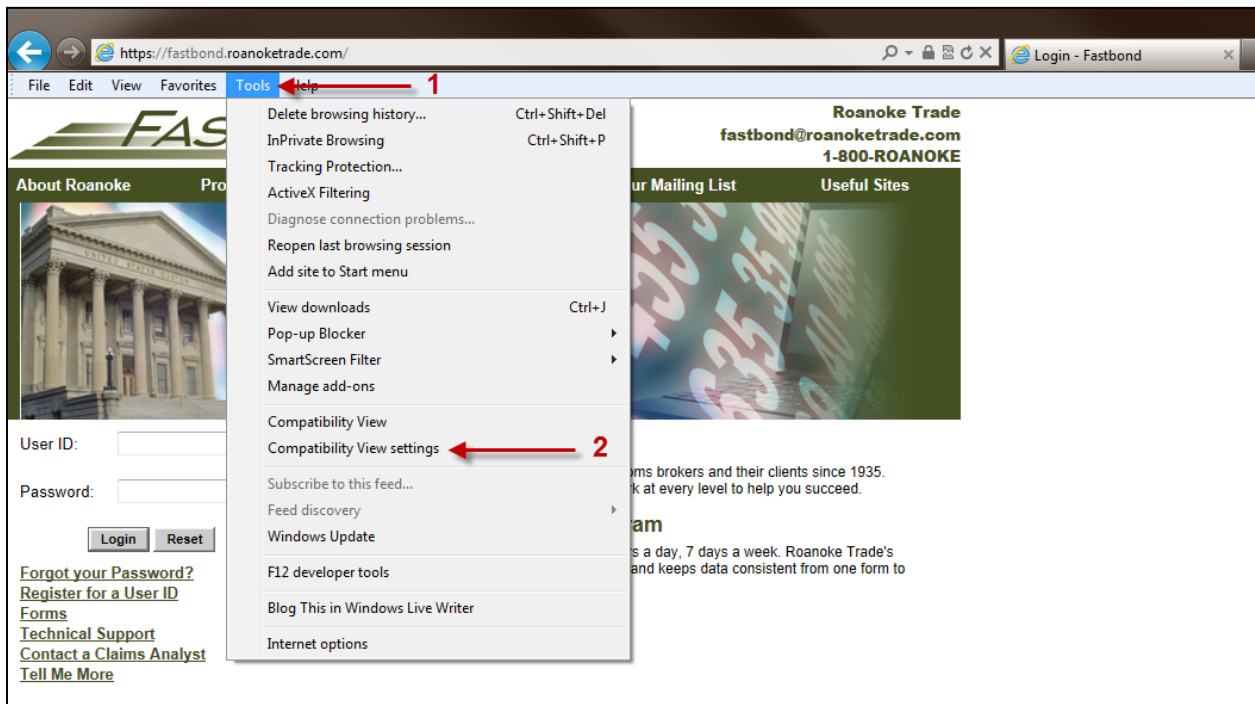 https://fastbond.roanoketrade.com/
Login - Fastbond
File Edit View Favorites Tools Help
1
FAS
Roanoke Trade
fastbond@roanoketrade.com
1-800-ROANOKE
About Roanoke Pro ur Mailing List Useful Sites
UNITED STATES CUSTOM
Delete browsing history... Ctrl+Shift+Del
InPrivate Browsing Ctrl+Shift+P
Tracking Protection...
ActiveX Filtering
Diagnose connection problems...
Reopen last browsing session
Add site to Start menu
View downloads Ctrl+J
Pop-up Blocker
SmartScreen Filter
Manage add-ons
Compatibility View
Compatibility View settings
2
Subscribe to this feed...
Feed discovery
Windows Update
F12 developer tools
Blog This in Windows Live Writer
Internet options
User ID:
Password:
Login Reset
Forgot your Password?
Register for a User ID
Forms
Technical Support
Contact a Claims Analyst
Tell Me More
oms brokers and their clients since 1935.
rk at every level to help you succeed.
ram
s a day, 7 days a week. Roanoke Trade's
and keeps data consistent from one form to